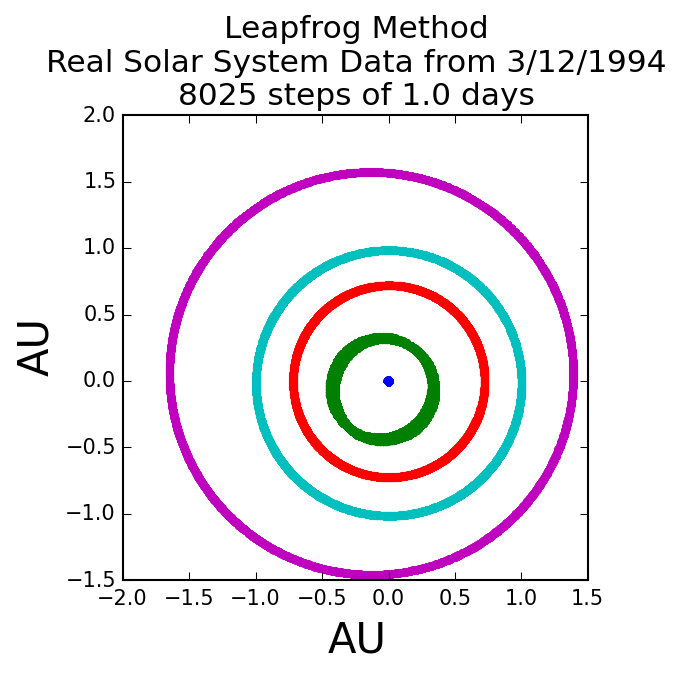 Leapfrog Method
Real Solar System Data from 3/12/1994
8025 steps of 1.0 days
2.0
1.5
1.0
0.5
0.0
−0.5
−1.0
−1.5
AU
−2.0 −1.5 −1.0 −0.5 0.0 0.5 1.0 1.5
AU